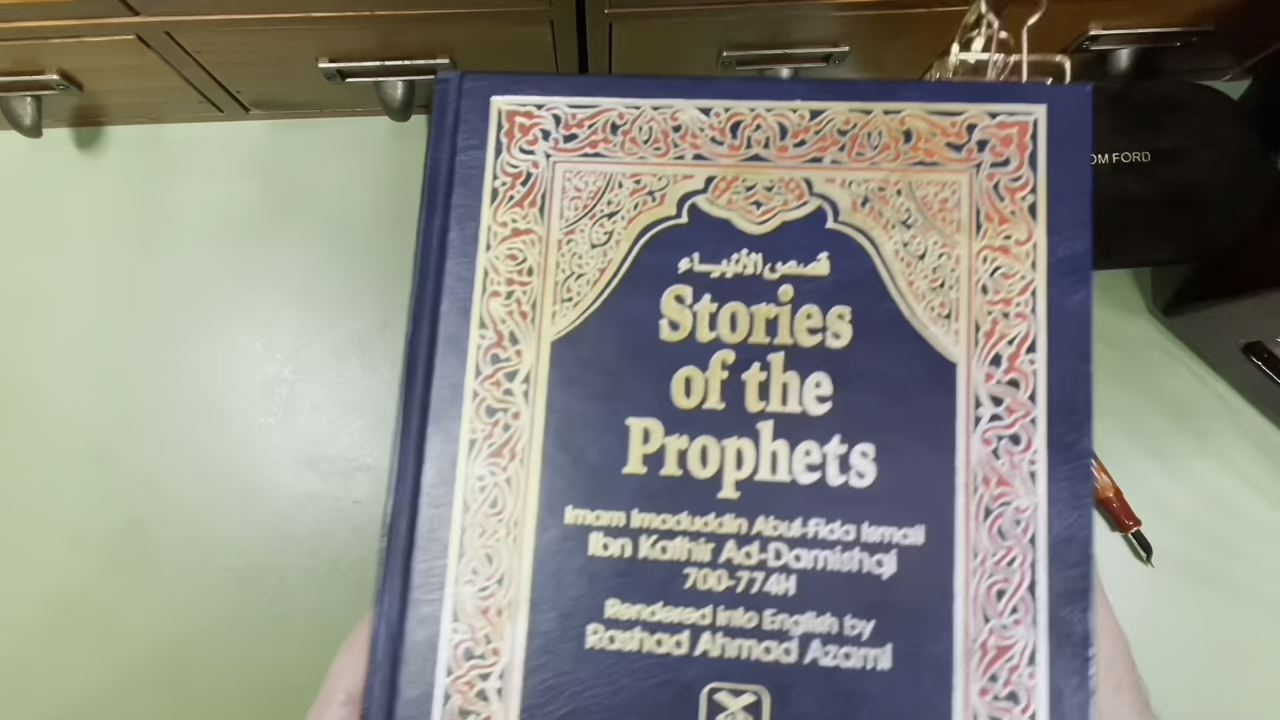 OM FORD
قصص الأنبياء
Stories
of the
Prophets
Imam Imaduddin Abul-Fida Ismail
Ibn Kathir Ad-Damishqi
700-774H
Rendered into English by
Rashad Ahmad Azami